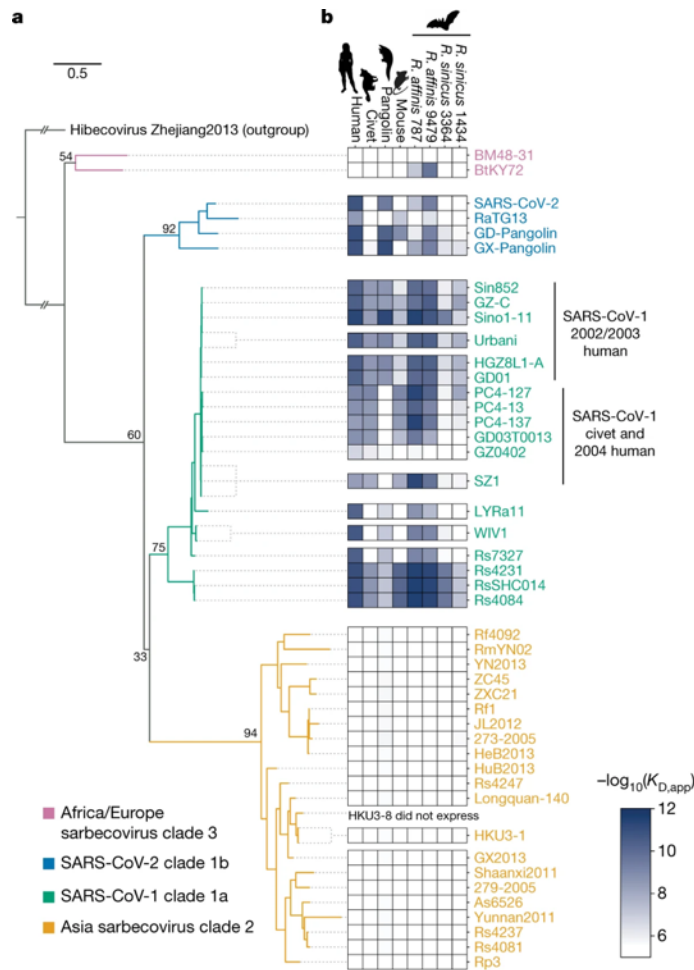 a
b
0.5
Human
Civet
Pangolin
Mouse
R. affinis 787
R. affinis 9479
R. sinicus 3364
R. sinicus 1434
Hibecovirus Zhejiang2013 (outgroup)
54
BM48-31
BtKY72
92
SARS-CoV-2
RaTG13
GD-Pangolin
GX-Pangolin
Sin852
GZ-C
Sino1-11
Urbani
HGZ8L1-A
GD01
SARS-CoV-1
2002/2003
human
PC4-127
PC4-13
PC4-137
GD03T0013
GZ0402
SZ1
SARS-CoV-1
civet and
2004 human
60
LYRa11
WIV1
75
Rs7327
Rs4231
RsSHC014
Rs4084
33
Rf4092
RmYN02
YN2013
ZC45
ZXC21
Rf1
JL2012
273-2005
HeB2013
94
HuB2013
Rs4247
Longquan-140
HKU3-8 did not express
HKU3-1
GX2013
Shaanxi2011
279-2005
As6526
Yunnan2011
Rs4237
Rs4081
Rp3
Africa/Europe
sarbecovirus clade 3
SARS-CoV-2 clade 1b
SARS-CoV-1 clade 1a
Asia sarbecovirus clade 2
−log10(KD,app)
12
10
8
6